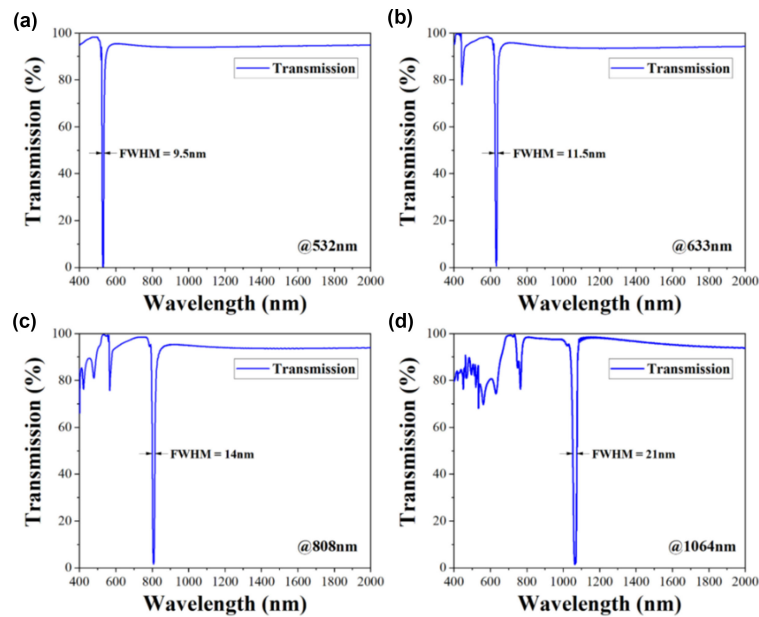 (a)
100
80
60
40
20
0
Transmission (%)
Transmission
FWHM = 9.5nm
@532nm
400 600 800 1000 1200 1400 1600 1800 2000
Wavelength (nm)
(b)
100
80
60
40
20
0
Transmission (%)
Transmission
FWHM = 11.5nm
@633nm
400 600 800 1000 1200 1400 1600 1800 2000
Wavelength (nm)
(c)
100
80
60
40
20
0
Transmission (%)
Transmission
FWHM = 14nm
@808nm
400 600 800 1000 1200 1400 1600 1800 2000
Wavelength (nm)
(d)
100
80
60
40
20
0
Transmission (%)
Transmission
FWHM = 21nm
@1064nm
400 600 800 1000 1200 1400 1600 1800 2000
Wavelength (nm)